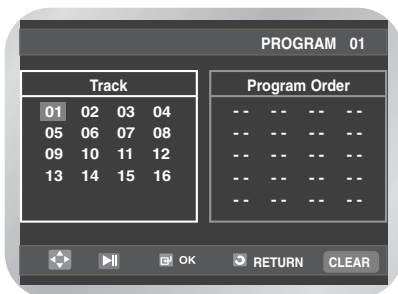 PROGRAM 01
Track
Program Order
01 02 03 04
05 06 07 08
09 10 11 12
13 14 15 16
-- -- -- --
-- -- -- --
-- -- -- --
-- -- -- --
-- -- -- --
OK RETURN CLEAR